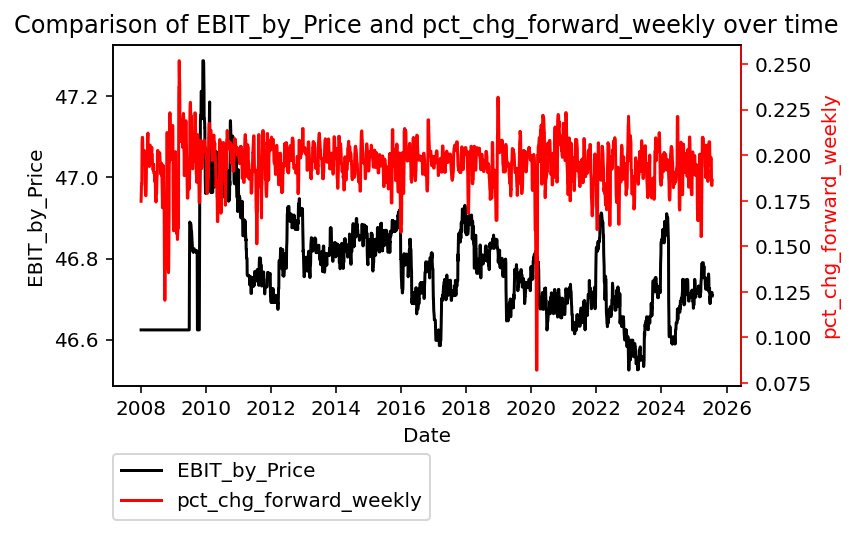 Comparison of EBIT_by_Price and pct_chg_forward_weekly over time
47.2
47.0
46.8
46.6
EBIT_by_Price
0.250
0.225
0.200
0.175
0.150
0.125
0.100
0.075
pct_chg_forward_weekly
2008 2010 2012 2014 2016 2018 2020 2022 2024 2026
Date
EBIT_by_Price
pct_chg_forward_weekly